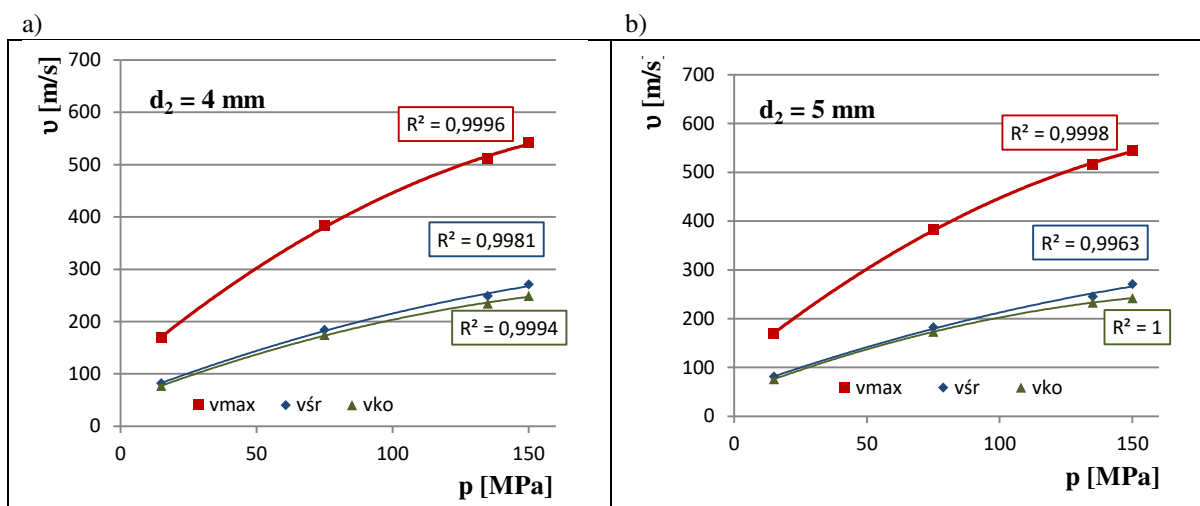 a)
υ [m/s]
700
600
500
400
300
200
100
0
d₂ = 4 mm
R² = 0,9996
R² = 0,9981
R² = 0,9994
vmax vśr vko
0 50 100 150
p [MPa]
b)
υ [m/s]
700
600
500
400
300
200
100
0
d₂ = 5 mm
R² = 0,9998
R² = 0,9963
R² = 1
vmax vśr vko
0 50 100 150
p [MPa]